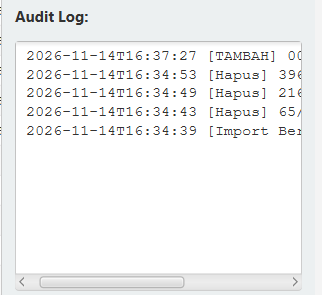 Audit Log:
2026-11-14T16:37:27 [TAMBAH] 00
2026-11-14T16:34:53 [Hapus] 396
2026-11-14T16:34:49 [Hapus] 216
2026-11-14T16:34:43 [Hapus] 65/
2026-11-14T16:34:39 [Import Ber